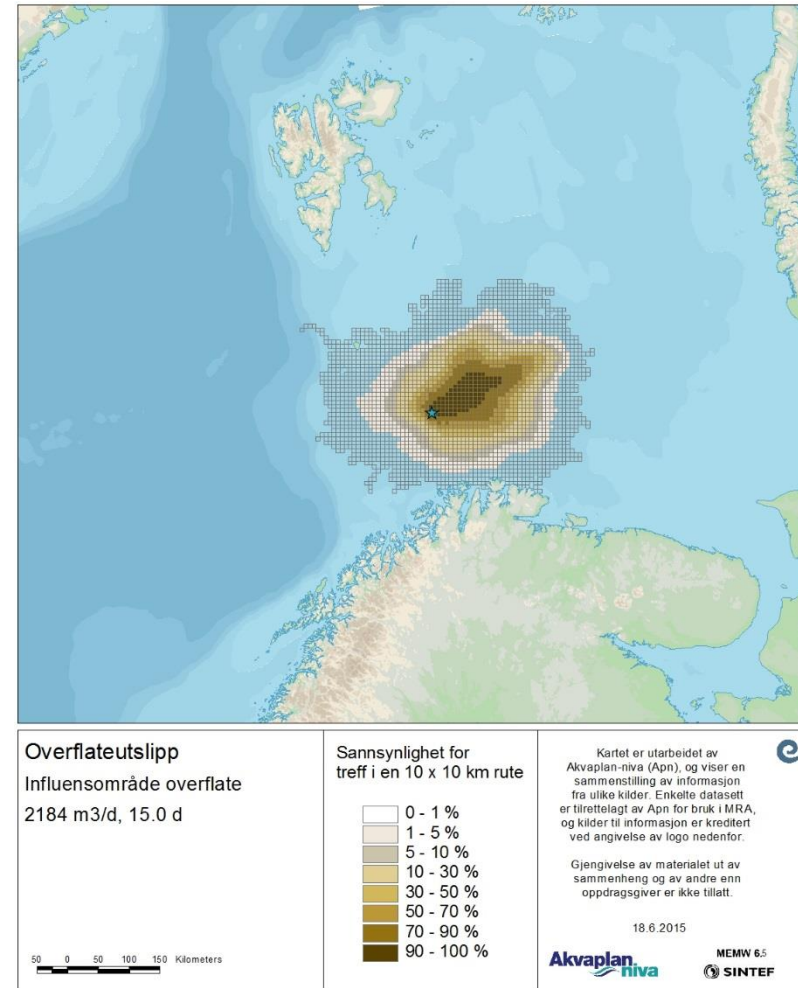 Overflateutslipp
Influensområde overflate
2184 m3/d, 15.0 d
50 0 50 100 150 Kilometers
Sannsynlighet for
treff i en 10 x 10 km rute
0 - 1 %
1 - 5 %
5 - 10 %
10 - 30 %
30 - 50 %
50 - 70 %
70 - 90 %
90 - 100 %
Kartet er utarbeidet av
Akvaplan-niva (Apn), og viser en
sammenstilling av informasjon
fra ulike kilder. Enkelte datasett
er tilrettelagt av Apn for bruk i MRA,
og kilder til informasjon er kreditert
ved angivelse av logo nedenfor.
Gjengivelse av materialet ut av
sammenheng og av andre enn
oppdragsgiver er ikke tillatt.
18.6.2015
Akvaplan
niva
MEMW 6.5
SINTEF